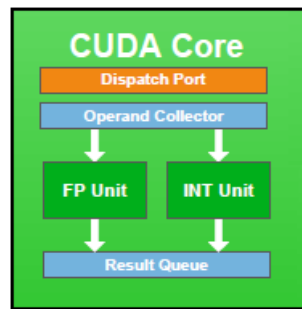 CUDA Core
Dispatch Port
Operand Collector
FP Unit
INT Unit
Result Queue